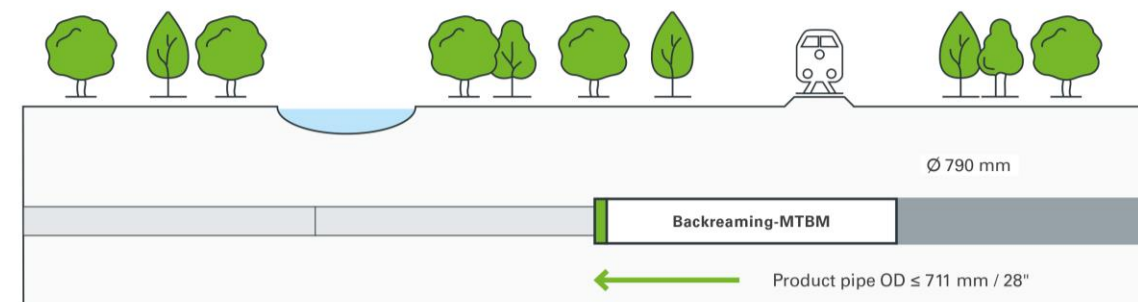 Ø 790 mm
Backreaming-MTBM
Product pipe OD ≤ 711 mm / 28"